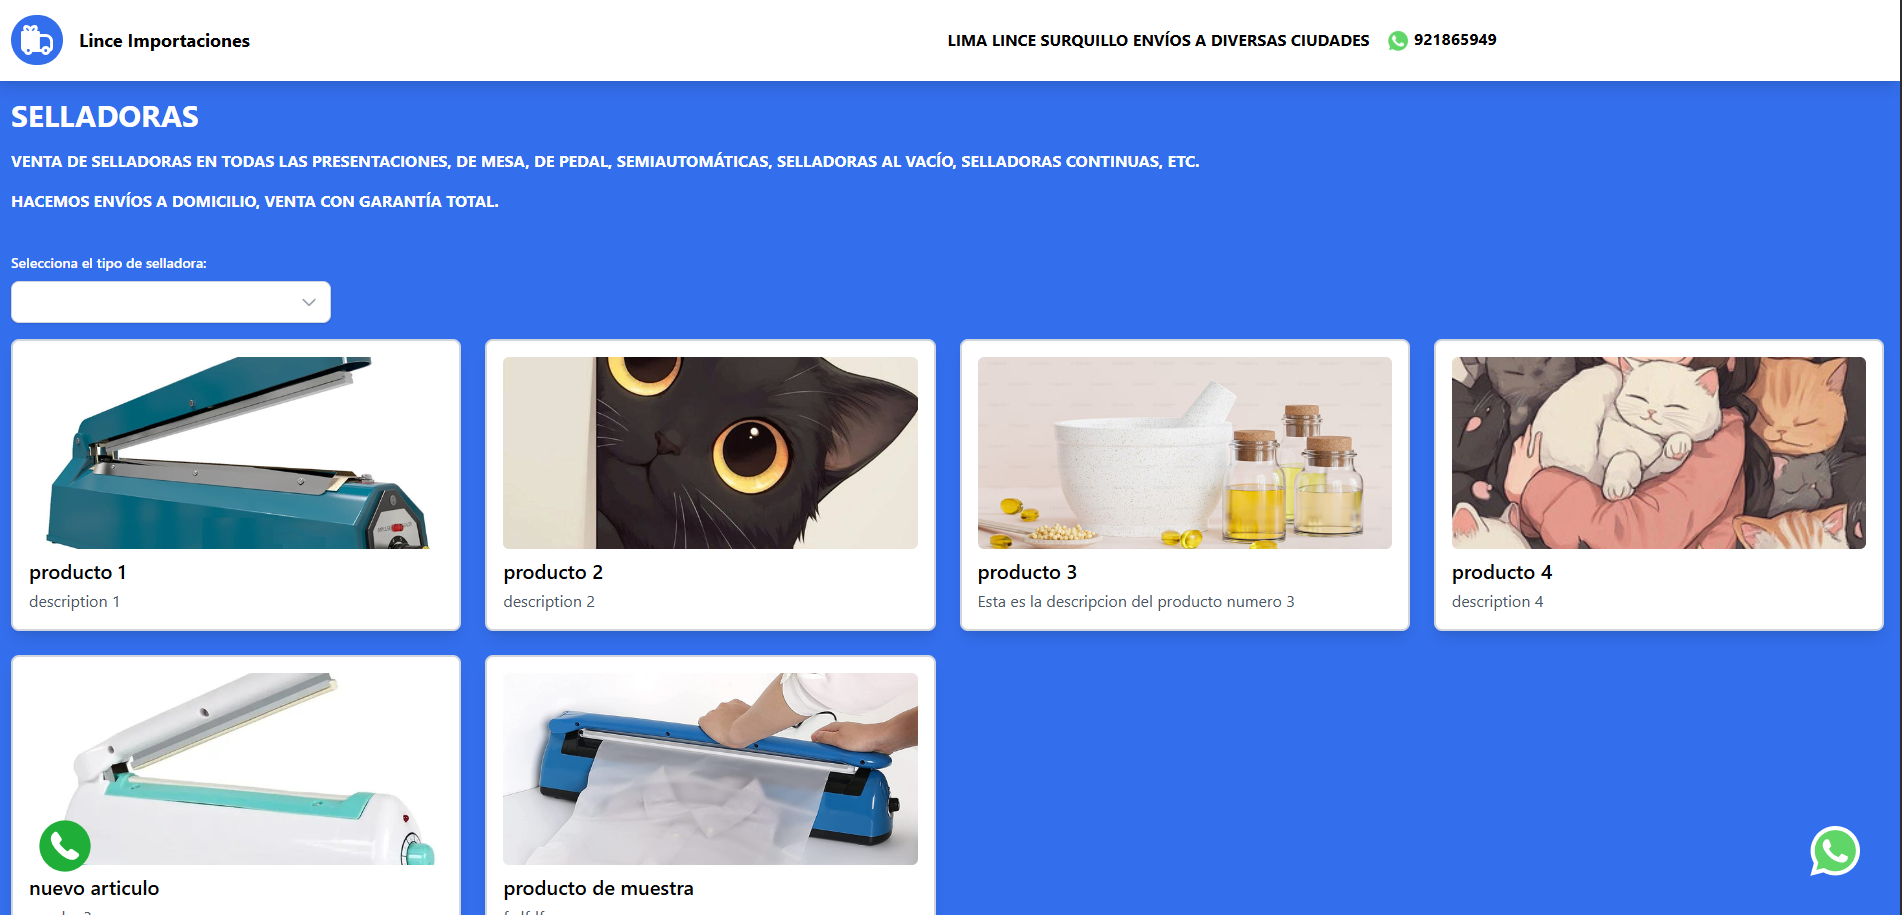 Lince Importaciones
LIMA LINCE SURQUILLO ENVÍOS A DIVERSAS CIUDADES
921865949
SELLADORAS
VENTA DE SELLADORAS EN TODAS LAS PRESENTACIONES, DE MESA, DE PEDAL, SEMIAUTOMÁTICAS, SELLADORAS AL VACÍO, SELLADORAS CONTINUAS, ETC.
HACEMOS ENVÍOS A DOMICILIO, VENTA CON GARANTÍA TOTAL.
Selecciona el tipo de selladora:
producto 1
description 1
producto 2
description 2
producto 3
Esta es la descripcion del producto numero 3
producto 4
description 4
nuevo articulo
producto de muestra